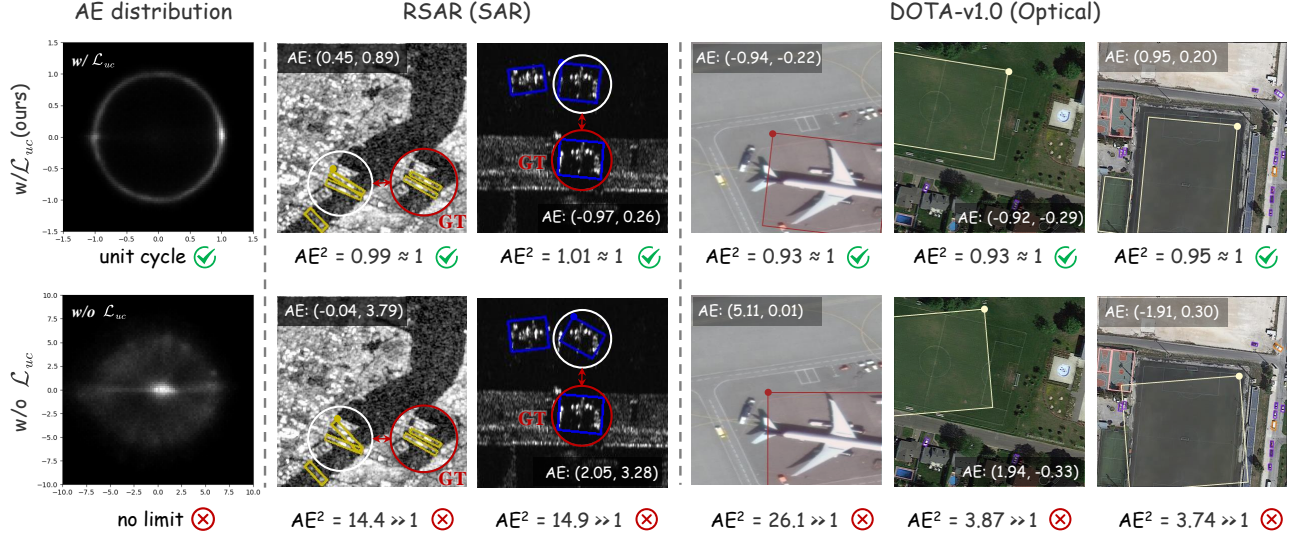 AE distribution
RSAR (SAR)
DOTA-v1.0 (Optical)
w/ ℒ_uc (ours)
w/ ℒ_uc
1.5
1.0
0.5
0.0
-0.5
-1.0
-1.5
-1.5 -1.0 -0.5 0.0 0.5 1.0 1.5
AE: (0.45, 0.89)
GT
GT
AE: (-0.97, 0.26)
AE: (-0.94, -0.22)
AE: (-0.92, -0.29)
AE: (0.95, 0.20)
unit cycle
AE² = 0.99 ≈ 1
AE² = 1.01 ≈ 1
AE² = 0.93 ≈ 1
AE² = 0.93 ≈ 1
AE² = 0.95 ≈ 1
w/o ℒ_uc
w/o ℒ_uc
10.0
7.5
5.0
2.5
0.0
-2.5
-5.0
-7.5
-10.0
-10.0 -7.5 -5.0 -2.5 0.0 2.5 5.0 7.5 10.0
AE: (-0.04, 3.79)
GT
GT
AE: (2.05, 3.28)
AE: (5.11, 0.01)
AE: (1.94, -0.33)
AE: (-1.91, 0.30)
no limit
AE² = 14.4 >> 1
AE² = 14.9 >> 1
AE² = 26.1 >> 1
AE² = 3.87 >> 1
AE² = 3.74 >> 1